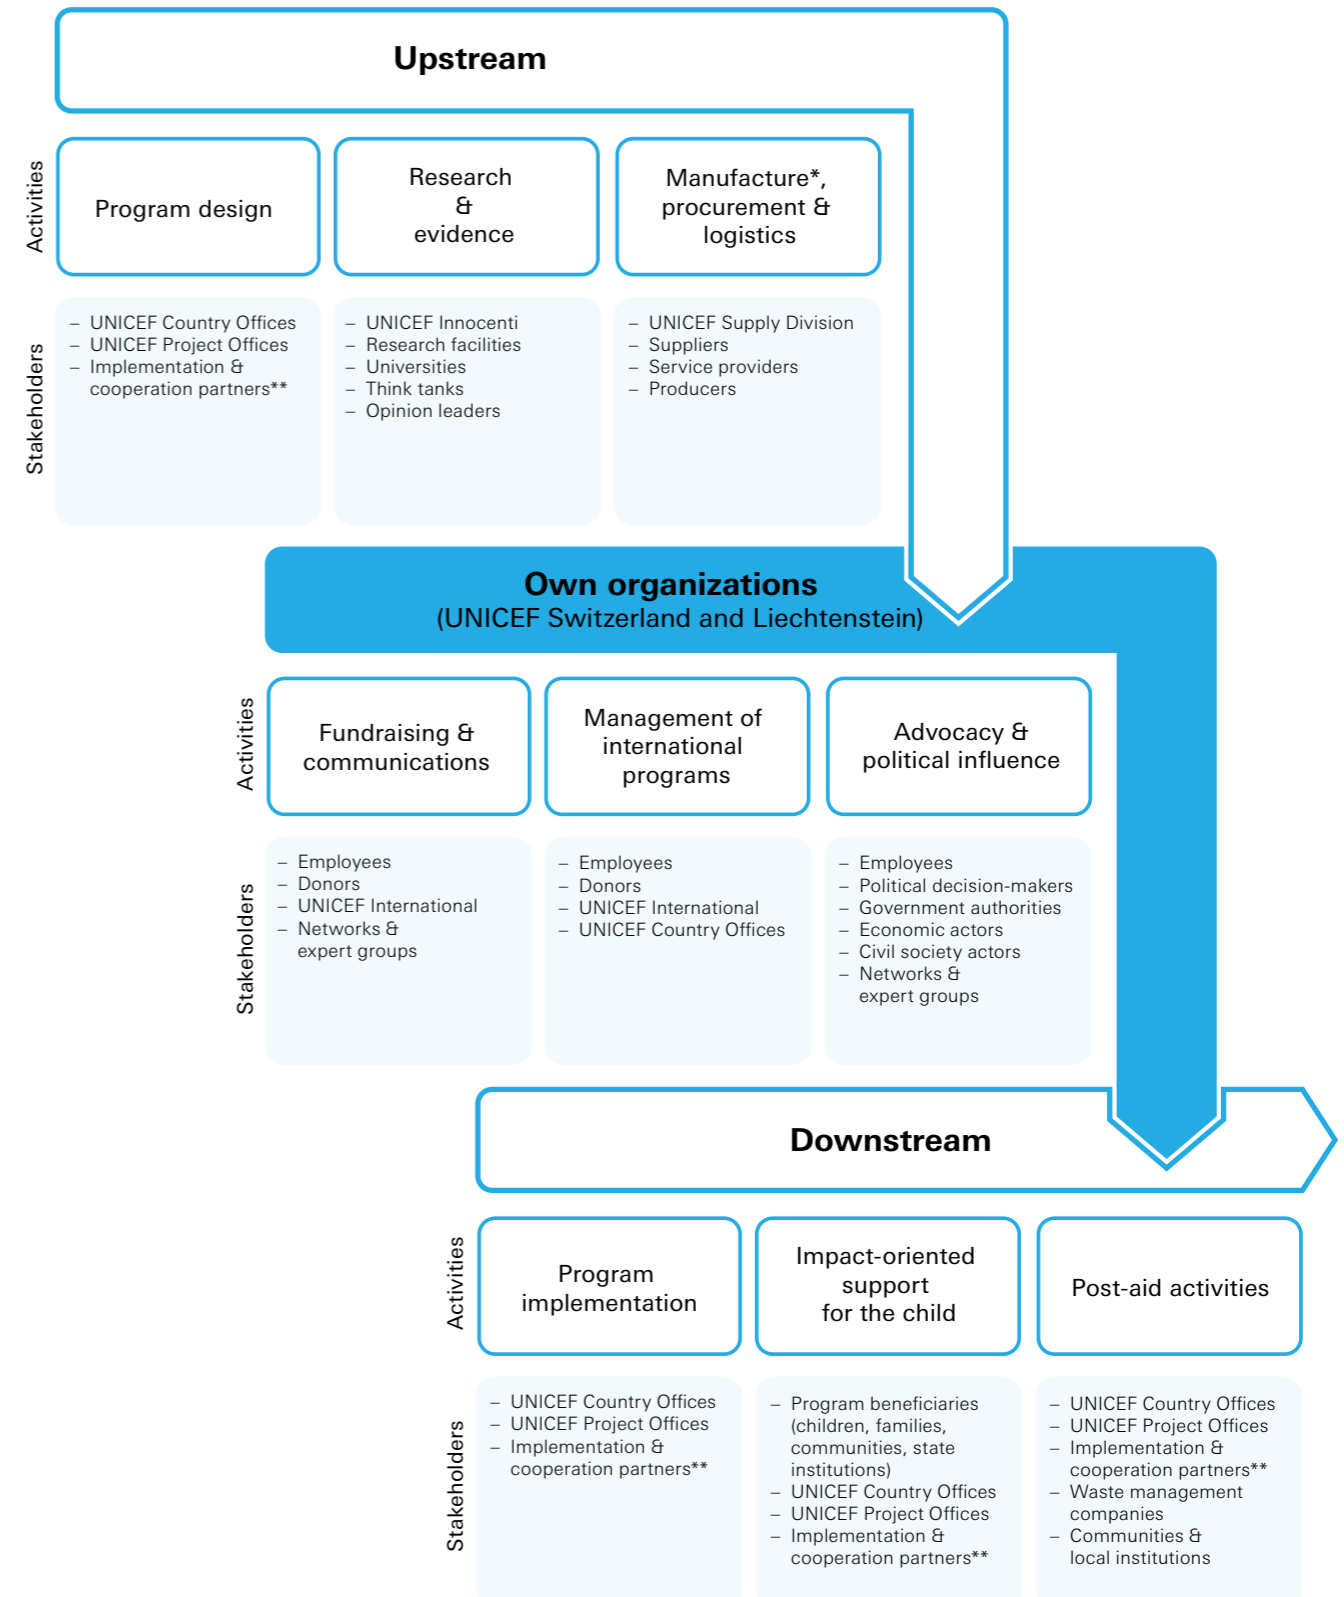 Upstream
Activities
Program design
Research
&
evidence
Manufacture*,
procurement &
logistics
Stakeholders
– UNICEF Country Offices
– UNICEF Project Offices
– Implementation &
cooperation partners**
– UNICEF Innocenti
– Research facilities
– Universities
– Think tanks
– Opinion leaders
– UNICEF Supply Division
– Suppliers
– Service providers
– Producers
Own organizations
(UNICEF Switzerland and Liechtenstein)
Activities
Fundraising &
communications
Management of
international
programs
Advocacy &
political influence
Stakeholders
– Employees
– Donors
– UNICEF International
– Networks &
expert groups
– Employees
– Donors
– UNICEF International
– UNICEF Country Offices
– Employees
– Political decision-makers
– Government authorities
– Economic actors
– Civil society actors
– Networks &
expert groups
Downstream
Activities
Program
implementation
Impact-oriented
support
for the child
Post-aid activities
Stakeholders
– UNICEF Country Offices
– UNICEF Project Offices
– Implementation &
cooperation partners**
– Program beneficiaries
(children, families,
communities, state
institutions)
– UNICEF Country Offices
– UNICEF Project Offices
– Implementation &
cooperation partners**
– UNICEF Country Offices
– UNICEF Project Offices
– Implementation &
cooperation partners**
– Waste management
companies
– Communities &
local institutions